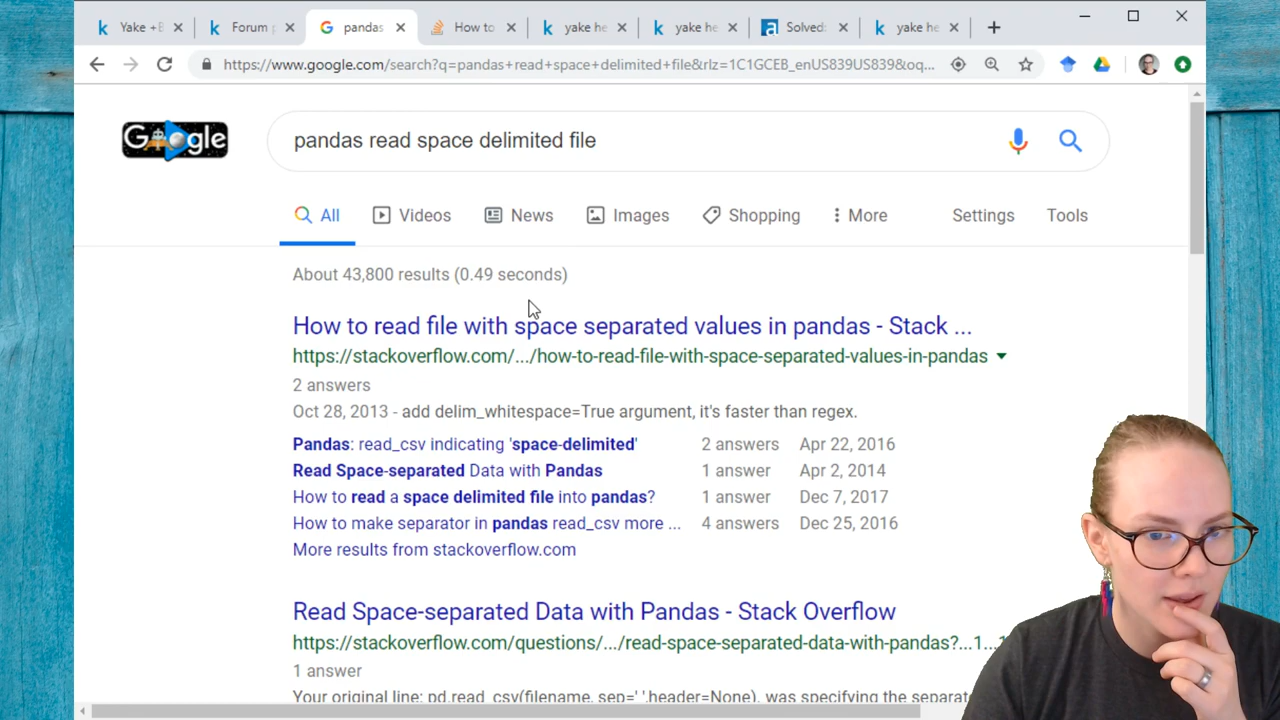 Yake +B
Forum p
pandas
How to
yake he
yake he
Solved:
yake he
https://www.google.com/search?q=pandas+read+space+delimited+file&rlz=1C1GCEB_enUS839US839&oq...
Google
pandas read space delimited file
All
Videos
News
Images
Shopping
More
Settings
Tools
About 43,800 results (0.49 seconds)
How to read file with space separated values in pandas - Stack ...
https://stackoverflow.com/.../how-to-read-file-with-space-separated-values-in-pandas
2 answers
Oct 28, 2013 - add delim_whitespace=True argument, it's faster than regex.
Pandas: read_csv indicating 'space-delimited' 2 answers Apr 22, 2016
Read Space-separated Data with Pandas 1 answer Apr 2, 2014
How to read a space delimited file into pandas? 1 answer Dec 7, 2017
How to make separator in pandas read_csv more ... 4 answers Dec 25, 2016
More results from stackoverflow.com
Read Space-separated Data with Pandas - Stack Overflow
https://stackoverflow.com/questions/.../read-space-separated-data-with-pandas?...1...
1 answer
Your original line: pd.read_csv(filename, sep=' ',header=None), was specifying the separat